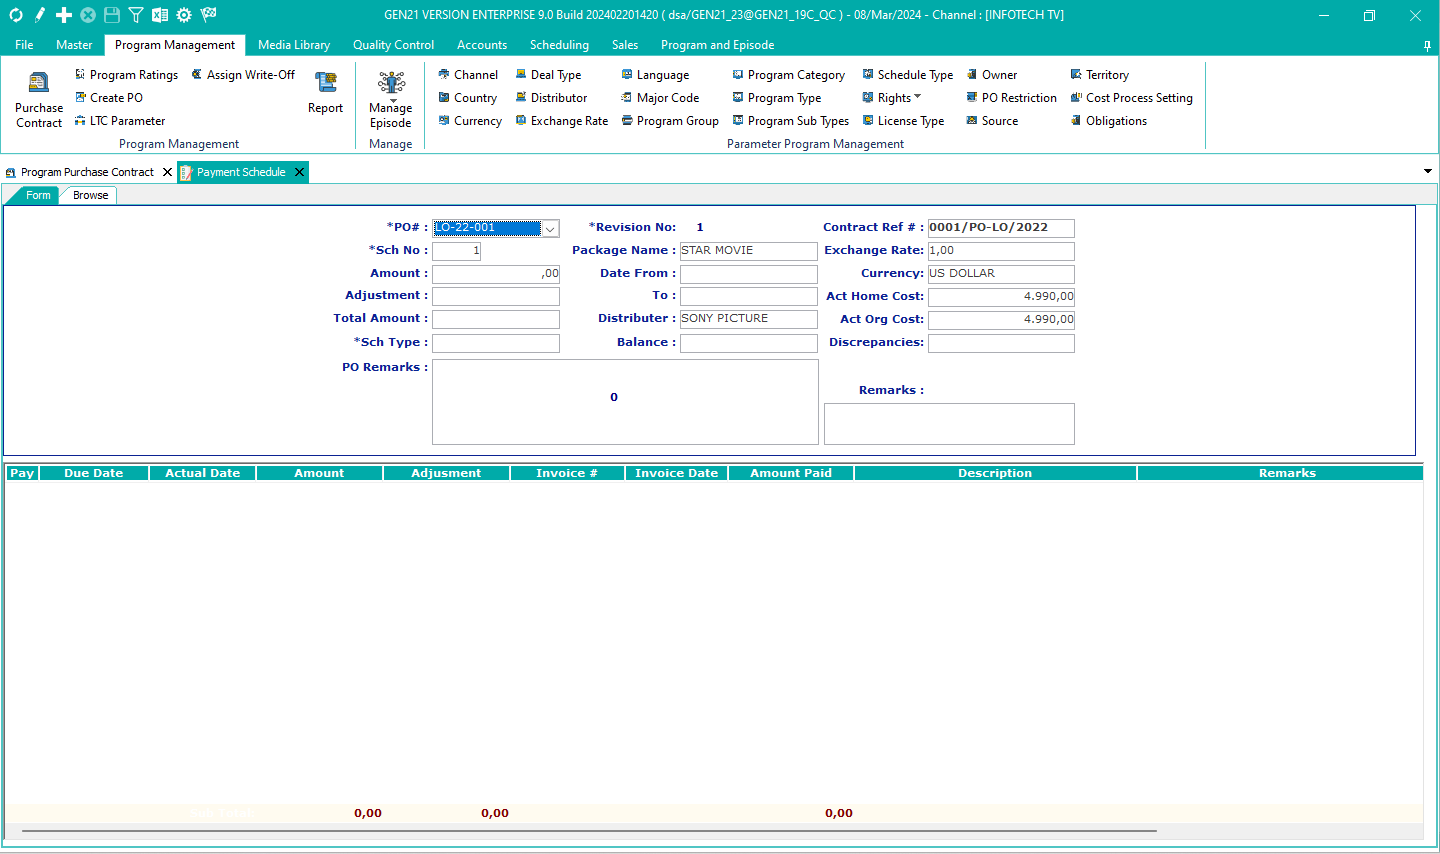 GEN21 VERSION ENTERPRISE 9.0 Build 202402201420 ( dsa/GEN21_23@GEN21_19C_QC ) - 08/Mar/2024 - Channel : [INFOTECH TV]
File Master Program Management Media Library Quality Control Accounts Scheduling Sales Program and Episode
Purchase Contract
Program Ratings Assign Write-Off
Create PO
LTC Parameter
Report
Program Management
Manage Episode
Manage
Channel Deal Type Language Program Category Schedule Type Owner Territory
Country Distributor Major Code Program Type Rights PO Restriction Cost Process Setting
Currency Exchange Rate Program Group Program Sub Types License Type Source Obligations
Parameter Program Management
Program Purchase Contract Payment Schedule
Form Browse
*PO# : LO-22-001 *Revision No: 1 Contract Ref # : 0001/PO-LO/2022
*Sch No : 1 Package Name : STAR MOVIE Exchange Rate: 1,00
Amount : ,00 Date From : Currency: US DOLLAR
Adjustment : To : Act Home Cost: 4.990,00
Total Amount : Distributer : SONY PICTURE Act Org Cost: 4.990,00
*Sch Type : Balance : Discrepancies:
PO Remarks : 0 Remarks :
Pay Due Date Actual Date Amount Adjusment Invoice # Invoice Date Amount Paid Description Remarks
0,00 0,00 0,00